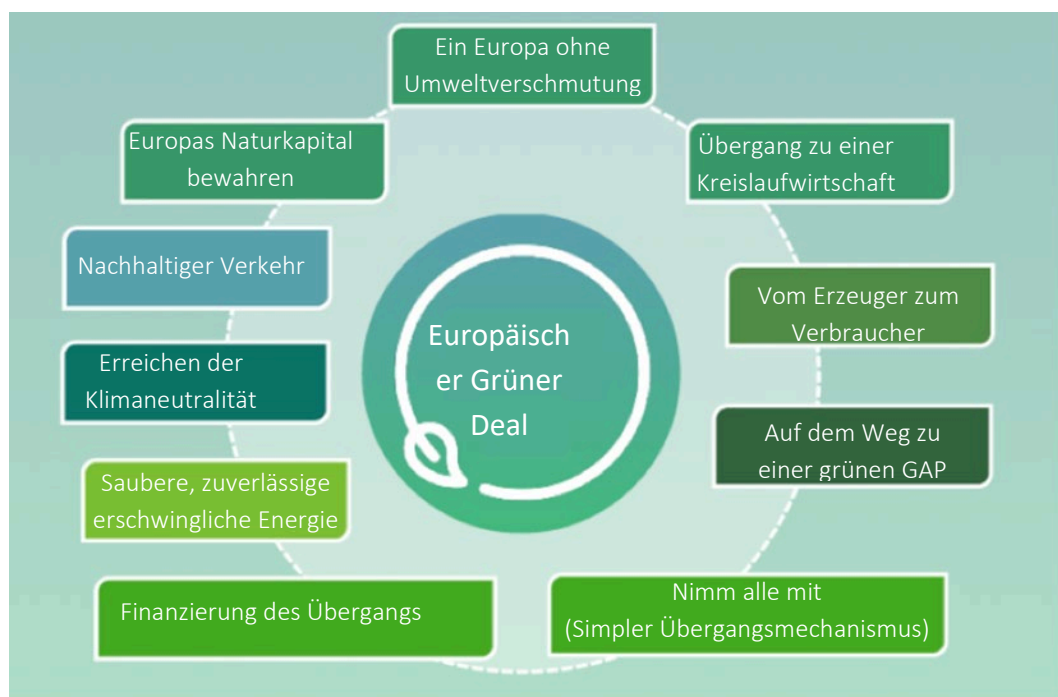 Ein Europa ohne
Umweltverschmutung
Europas Naturkapital
bewahren
Übergang zu einer
Kreislaufwirtschaft
Nachhaltiger Verkehr
Vom Erzeuger zum
Verbraucher
Europäisch
er Grüner
Deal
Erreichen der
Klimaneutralität
Auf dem Weg zu
einer grünen GAP
Saubere, zuverlässige
erschwingliche Energie
Finanzierung des Übergangs
Nimm alle mit
(Simpler Übergangsmechanismus)